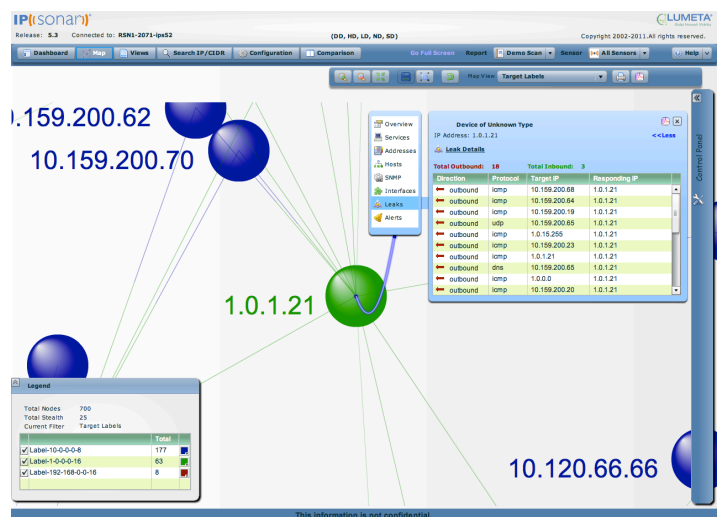 IP((sonar))®
LUMETA®
Release: 5.3 Connected to: RSN1-2071-ips52
(DD, HD, LD, ND, SD)
Copyright 2002-2011.All rights reserved.
Dashboard Map Views Search IP/CIDR Configuration Comparison Go Full Screen Report Demo Scan Sensor All Sensors Help
Map View Target Labels
10.159.200.62
10.159.200.70
1.0.1.21
10.120.66.66
Overview
Services
Addresses
Hosts
SNMP
Interfaces
Leaks
Alerts
Device of Unknown Type
IP Address: 1.0.1.21 <<Less
Leak Details
Total Outbound: 18 Total Inbound: 3
Direction Protocol Target IP Responding IP
outbound icmp 10.159.200.68 1.0.1.21
outbound icmp 10.159.200.64 1.0.1.21
outbound icmp 10.159.200.19 1.0.1.21
outbound udp 10.159.200.65 1.0.1.21
outbound icmp 1.0.15.255 1.0.1.21
outbound icmp 10.159.200.23 1.0.1.21
outbound icmp 1.0.1.21 1.0.1.21
outbound dns 10.159.200.65 1.0.1.21
outbound icmp 1.0.0.0 1.0.1.21
outbound icmp 10.159.200.20 1.0.1.21
Control Panel
Legend
Total Nodes 700
Total Stealth 25
Current Filter Target Labels
Total
Label-10-0-0-0-8 177
Label-1-0-0-0-16 63
Label-192-168-0-0-16 8
This information is not confidential